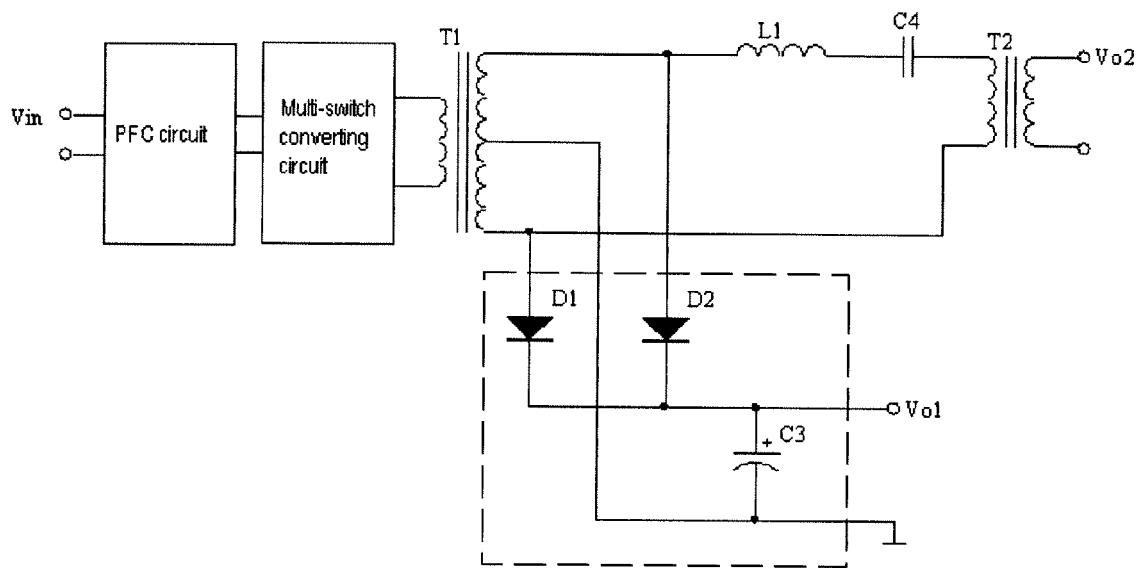 Vin
PFC circuit
Multi-switch
converting
circuit
T1
L1
C4
T2
Vo2
D1
D2
Vo1
+
C3